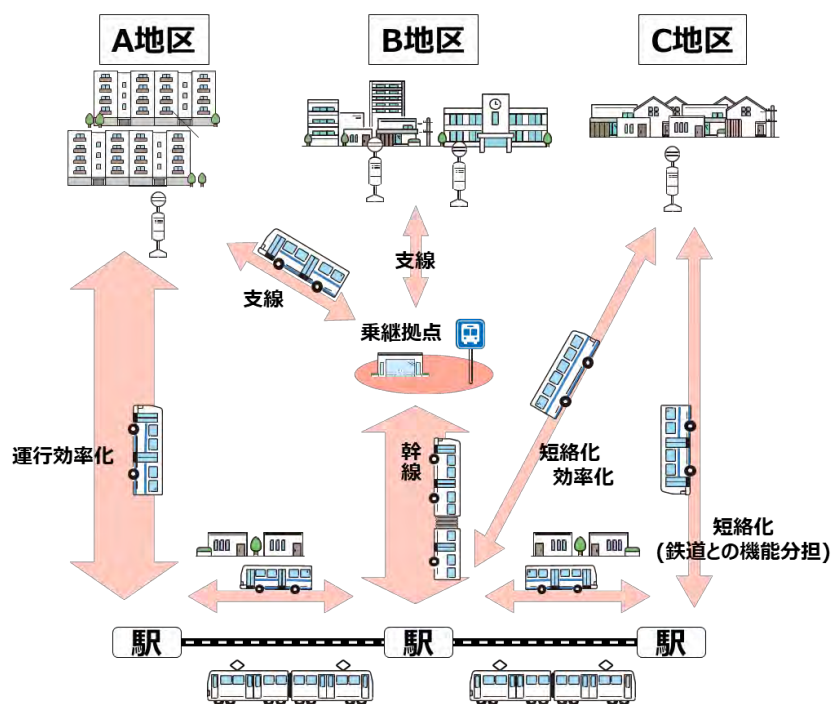 A地区
B地区
C地区
支線
支線
乗継拠点
運行効率化
幹線
短絡化
効率化
短絡化
(鉄道との機能分担)
駅
駅
駅